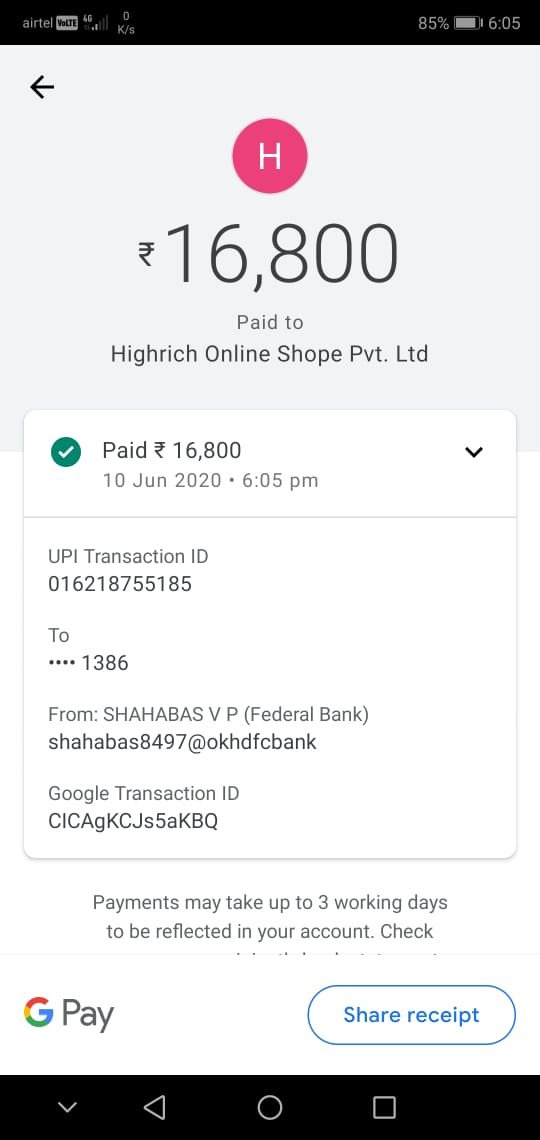 airtel VoLTE 4G 0 K/s 85% 6:05
H
₹16,800
Paid to
Highrich Online Shope Pvt. Ltd
Paid ₹ 16,800
10 Jun 2020 • 6:05 pm
UPI Transaction ID
016218755185
To
•••• 1386
From: SHAHABAS V P (Federal Bank)
shahabas8497@okhdfcbank
Google Transaction ID
CICAgKCJs5aKBQ
Payments may take up to 3 working days
to be reflected in your account. Check
G Pay
Share receipt